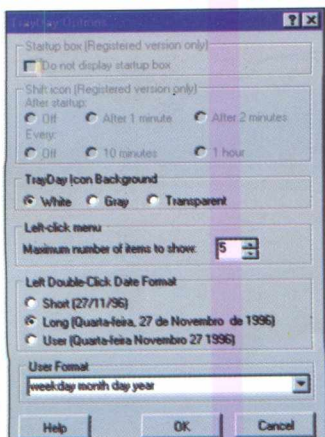 TrayDay Options
Startup box (Registered version only)
Do not display startup box
Shift icon (Registered version only)
After startup:
Off After 1 minute After 2 minutes
Every:
Off 10 minutes 1 hour
TrayDay Icon Background
White Gray Transparent
Left-click menu
Maximum number of items to show: 5
Left Double-Click Date Format
Short (27/11/96)
Long (Quarta-feira, 27 de Novembro de 1996)
User (Quarta-feira Novembro 27 1996)
User Format
weekday month day year
Help OK Cancel